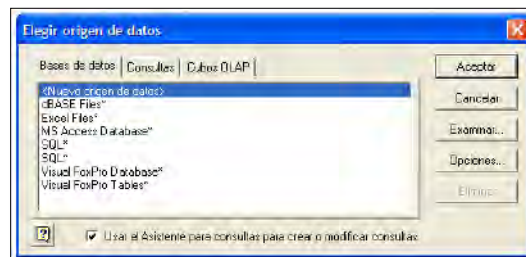 Elegir origen de datos
Bases de datos
Consultas
Cubos OLAP
<Nuevo origen de datos>
dBASE Files*
Excel Files*
MS Access Database*
SQL*
SQL*
Visual FoxPro Database*
Visual FoxPro Tables*
Aceptar
Cancelar
Examinar...
Opciones...
Eliminar
Usar el Asistente para consultas para crear o modificar consultas